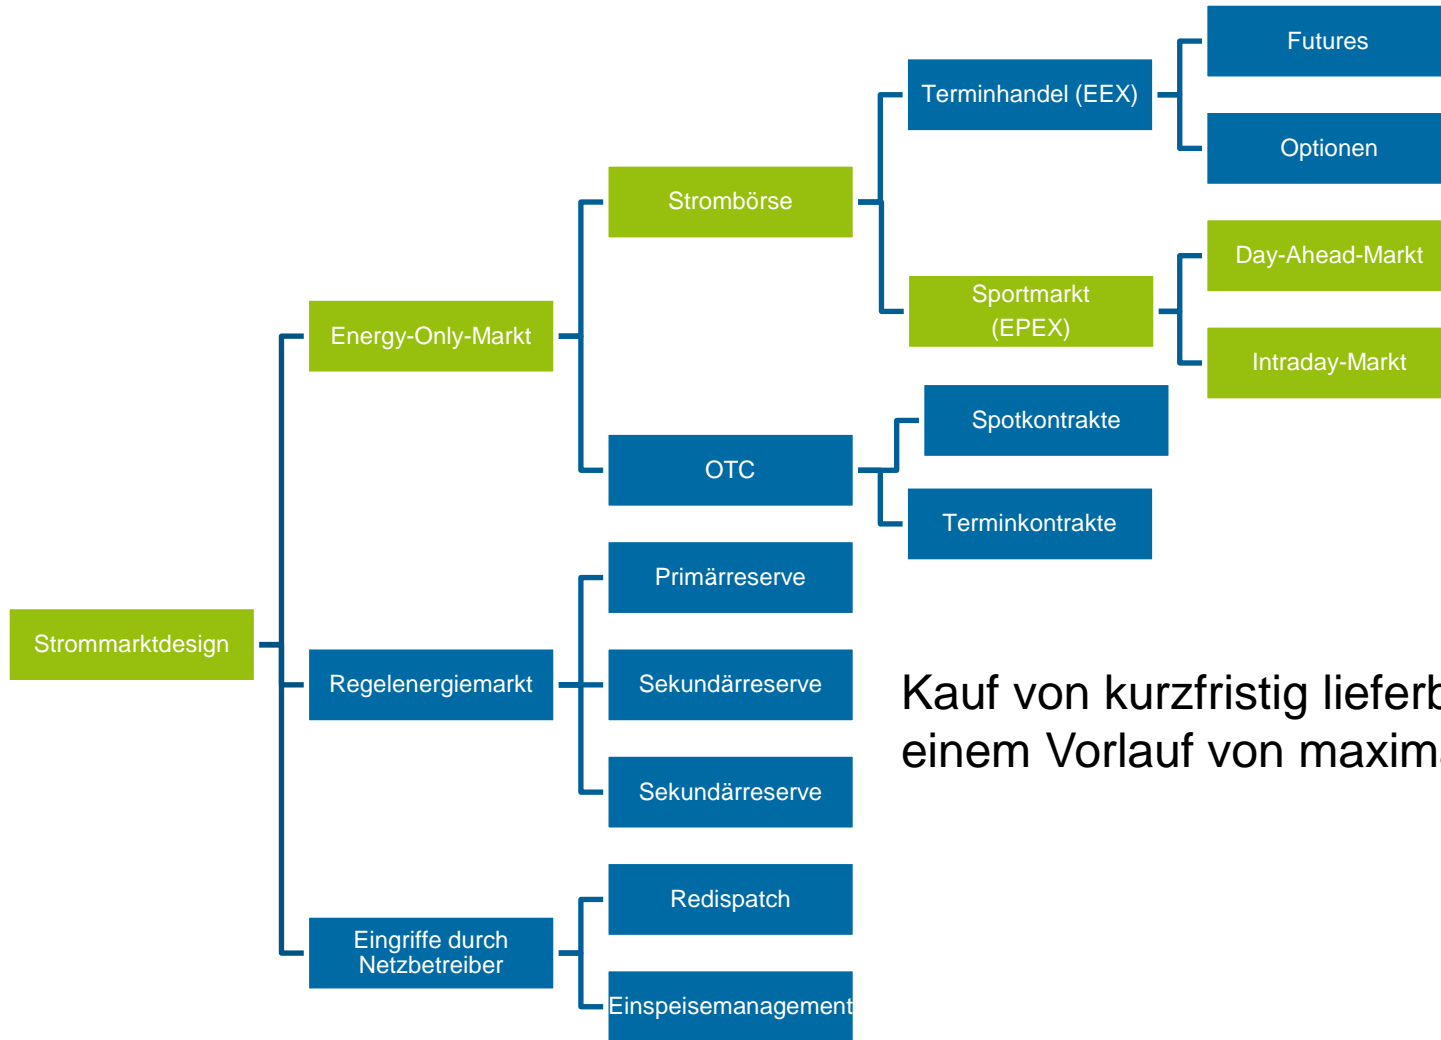 Futures
Terminhandel (EEX)
Optionen
Strombörse
Day-Ahead-Markt
Sportmarkt
(EPEX)
Energy-Only-Markt
Intraday-Markt
Spotkontrakte
OTC
Terminkontrakte
Primärreserve
Strommarktdesign
Regelenergiemarkt
Sekundärreserve
Kauf von kurzfristig
einem Vorlauf von
Sekundärreserve
Redispatch
Eingriffe durch
Netzbetreiber
Einspeisemanagement